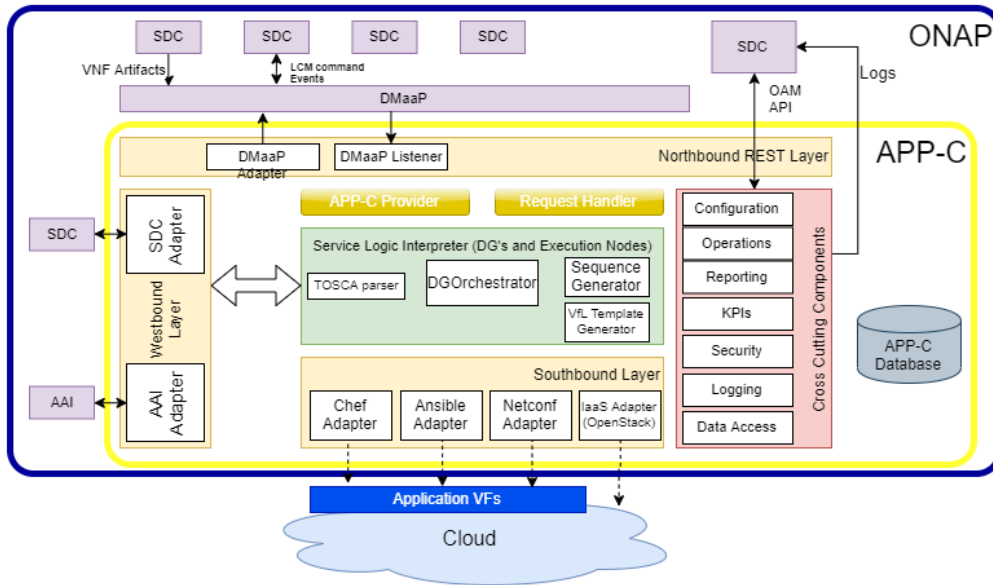 SDC
SDC
SDC
SDC
SDC
ONAP
VNF Artifacts
LCM command
Events
Logs
OAM
API
DMaaP
APP-C
DMaaP
Adapter
DMaaP Listener
Northbound REST Layer
SDC
SDC
Adapter
Westbound
Layer
AAI
AAI
Adapter
APP-C Provider
Request Handler
Service Logic Interpreter (DG's and Execution Nodes)
TOSCA parser
DGOrchestrator
Sequence
Generator
VfL Template
Generator
Southbound Layer
Chef
Adapter
Ansible
Adapter
Netconf
Adapter
IaaS Adapter
(OpenStack)
Configuration
Operations
Reporting
KPIs
Security
Logging
Data Access
Cross Cutting Components
APP-C
Database
Application VFs
Cloud